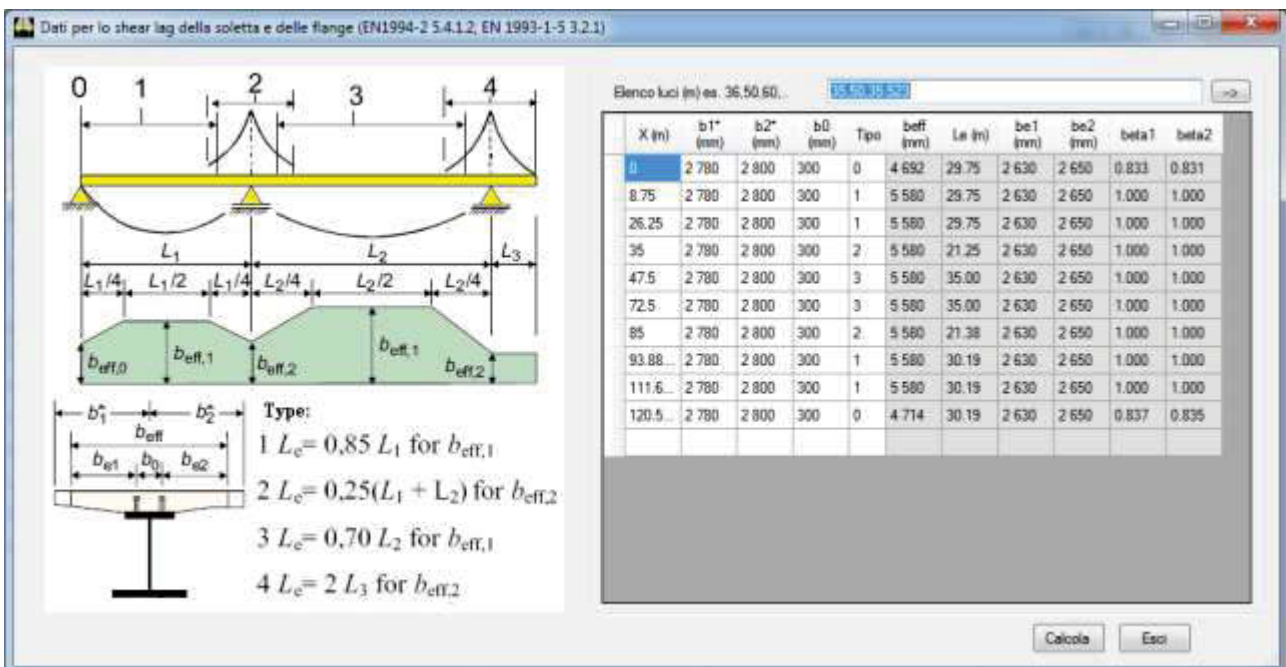 Dati per lo shear lag della soletta e delle flange (EN1994-2 5.4.1.2, EN 1993-1-5 3.2.1)
0 1 2 3 4
L1 L2 L3
L1/4 L1/2 L1/4 L2/4 L2/2 L2/4
beff,0 beff,1 beff,2 beff,1 beff,2
b1* b2*
beff
be1 b0 be2
Type:
1 Le= 0,85 L1 for beff,1
2 Le= 0,25(L1 + L2) for beff,2
3 Le= 0,70 L2 for beff,1
4 Le= 2 L3 for beff,2
Elenco luci (m) es. 36,50,60,.. 35,50,35.523 ->
X (m) b1* (mm) b2* (mm) b0 (mm) Tipo beff (mm) Le (m) be1 (mm) be2 (mm) beta1 beta2
0 2 780 2 800 300 0 4 692 29.75 2 630 2 650 0.833 0.831
8.75 2 780 2 800 300 1 5 580 29.75 2 630 2 650 1.000 1.000
26.25 2 780 2 800 300 1 5 580 29.75 2 630 2 650 1.000 1.000
35 2 780 2 800 300 2 5 580 21.25 2 630 2 650 1.000 1.000
47.5 2 780 2 800 300 3 5 580 35.00 2 630 2 650 1.000 1.000
72.5 2 780 2 800 300 3 5 580 35.00 2 630 2 650 1.000 1.000
85 2 780 2 800 300 2 5 580 21.38 2 630 2 650 1.000 1.000
93.88... 2 780 2 800 300 1 5 580 30.19 2 630 2 650 1.000 1.000
111.6... 2 780 2 800 300 1 5 580 30.19 2 630 2 650 1.000 1.000
120.5... 2 780 2 800 300 0 4 714 30.19 2 630 2 650 0.837 0.835
Calcola Esci